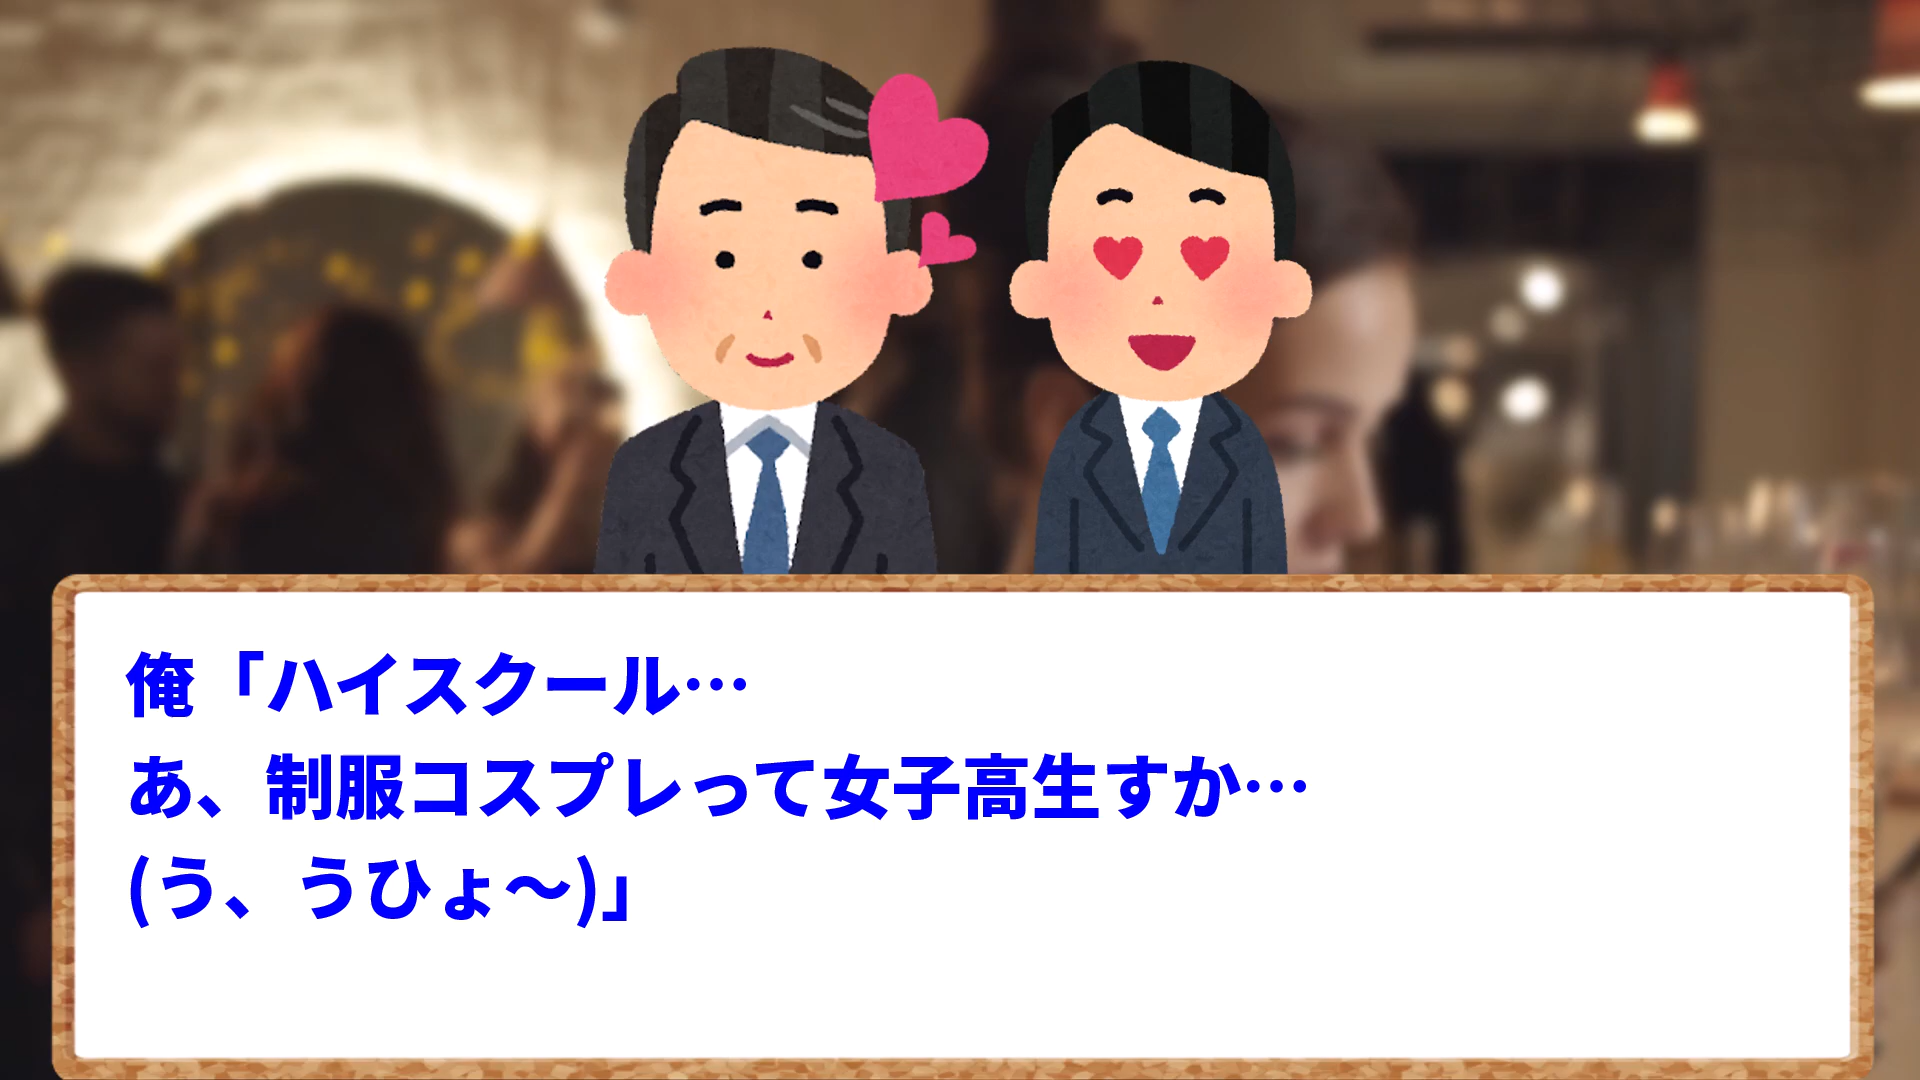 俺「ハイスクール…
あ、制服コスプレって女子高生すか…
(う、うひょ～)」